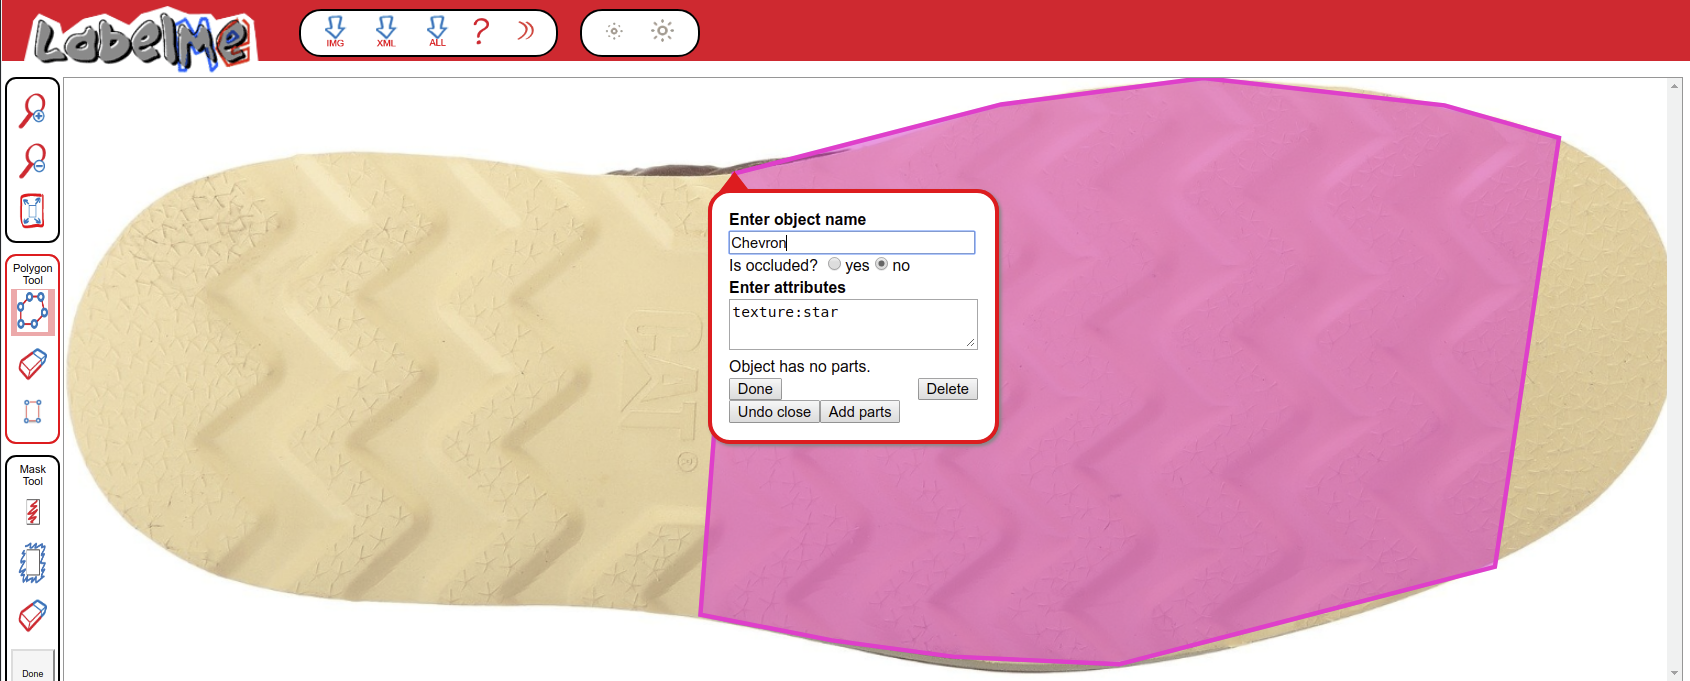 LabelMe
IMG
XML
ALL
?
Polygon
Tool
Mask
Tool
Done
Enter object name
Chevron
Is occluded? yes no
Enter attributes
texture:star
Object has no parts.
Done
Delete
Undo close
Add parts
CAT
®